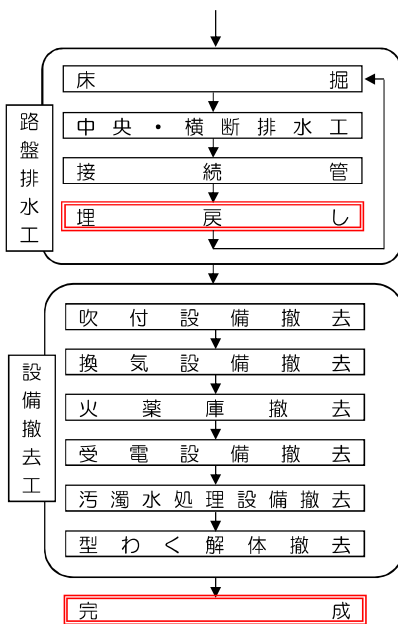 路盤排水工
床掘
中央・横断排水工
接続管
埋戻し
設備撤去工
吹付設備撤去
換気設備撤去
火薬庫撤去
受電設備撤去
汚濁水処理設備撤去
型わく解体撤去
完成